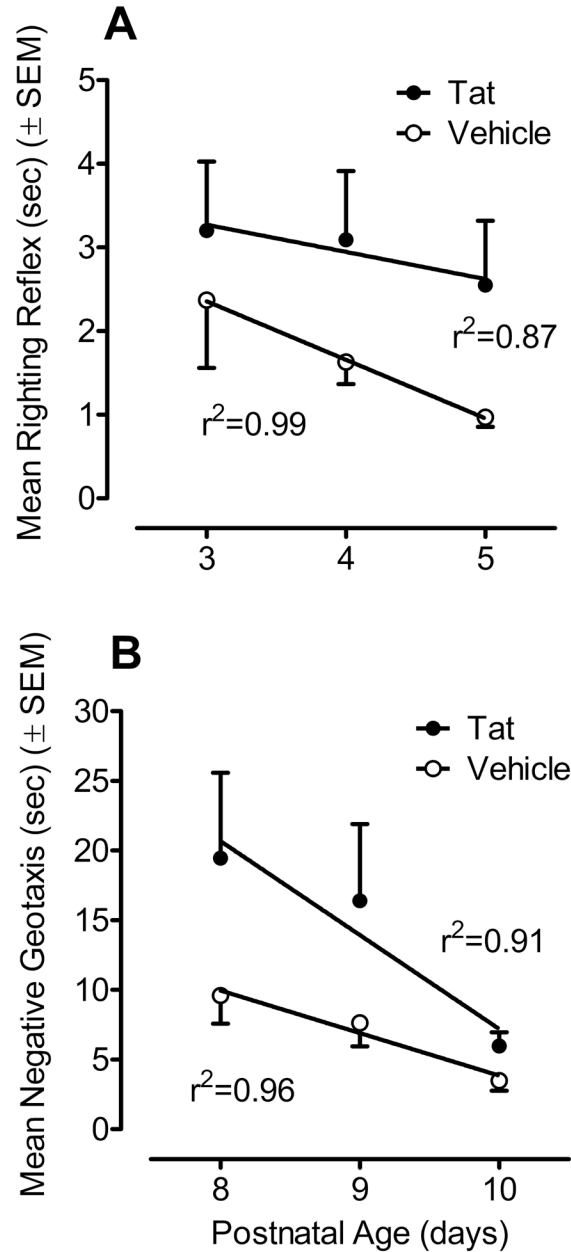 A
Mean Righting Reflex (sec) (± SEM)
5
4
3
2
1
0
Tat
Vehicle
r²=0.87
r²=0.99
3 4 5
B
Mean Negative Geotaxis (sec) (± SEM)
30
25
20
15
10
5
0
Tat
Vehicle
r²=0.91
r²=0.96
8 9 10
Postnatal Age (days)